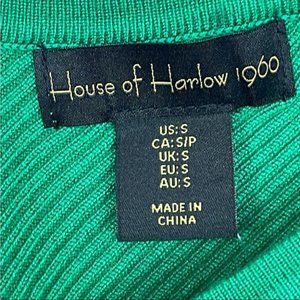 House of Harlow 1960
US:S
CA:S/P
UK:S
EU:S
AU:S
MADE IN
CHINA